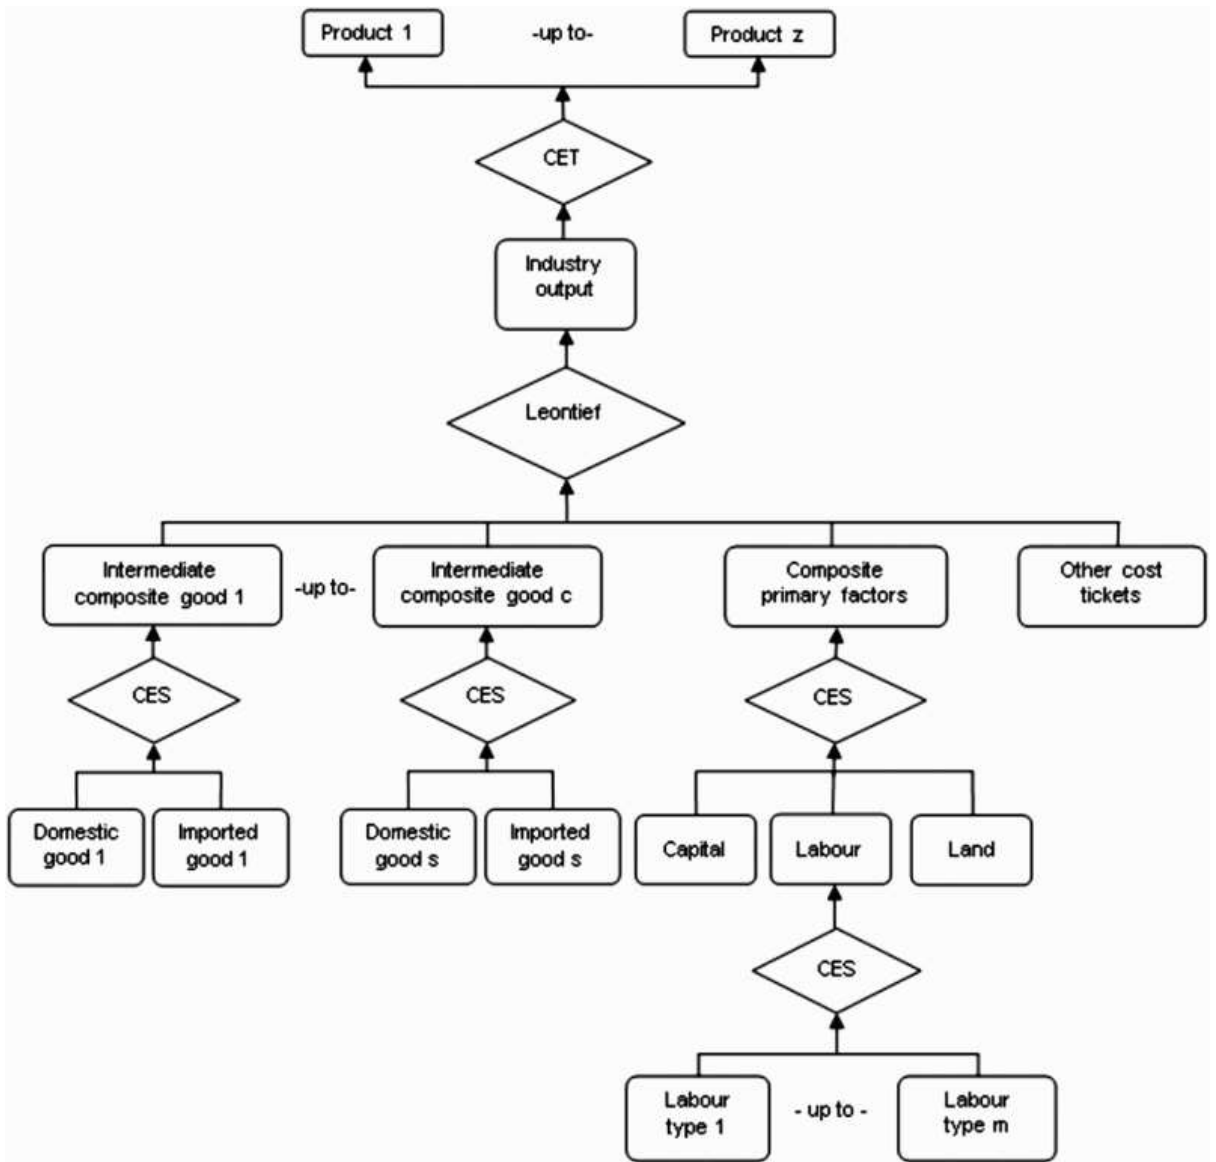 Product 1
-up to-
Product z
CET
Industry
output
Leontief
Intermediate
composite good 1
-up to-
Intermediate
composite good c
Composite
primary factors
Other cost
tickets
CES
CES
CES
Domestic
good 1
Imported
good 1
Domestic
good s
Imported
good s
Capital
Labour
Land
CES
Labour
type 1
- up to -
Labour
type m